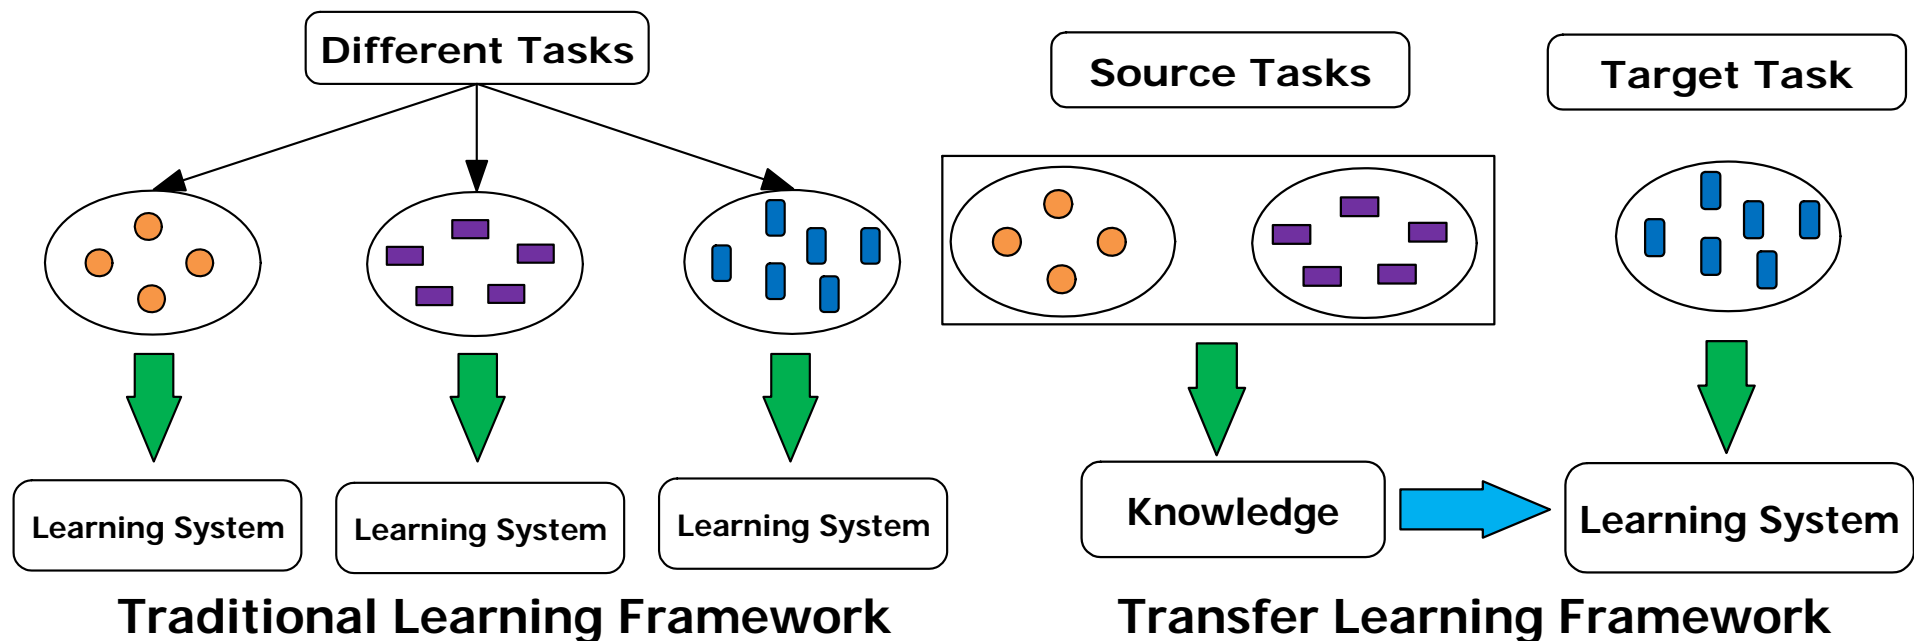 Different Tasks
Learning System
Learning System
Learning System
Traditional Learning Framework
Source Tasks
Target Task
Knowledge
Learning System
Transfer Learning Framework